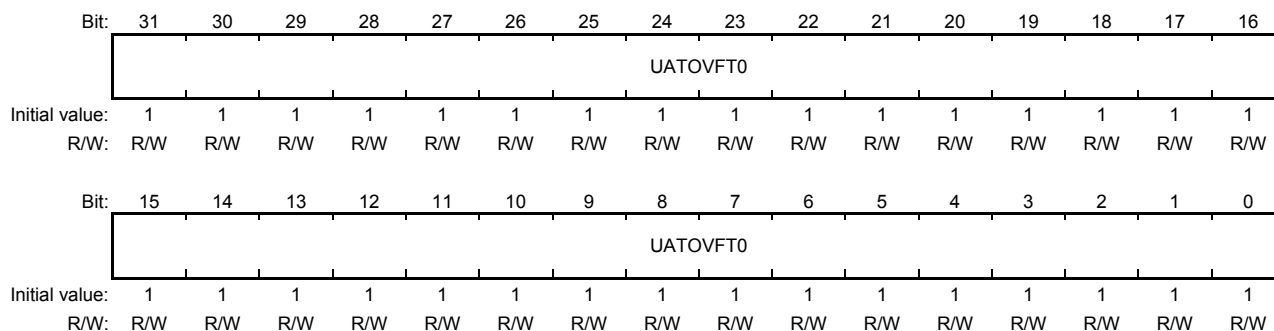 Bit: 31 30 29 28 27 26 25 24 23 22 21 20 19 18 17 16
UATOVFT0
Initial value: 1 1 1 1 1 1 1 1 1 1 1 1 1 1 1 1
R/W: R/W R/W R/W R/W R/W R/W R/W R/W R/W R/W R/W R/W R/W R/W R/W R/W
Bit: 15 14 13 12 11 10 9 8 7 6 5 4 3 2 1 0
UATOVFT0
Initial value: 1 1 1 1 1 1 1 1 1 1 1 1 1 1 1 1
R/W: R/W R/W R/W R/W R/W R/W R/W R/W R/W R/W R/W R/W R/W R/W R/W R/W